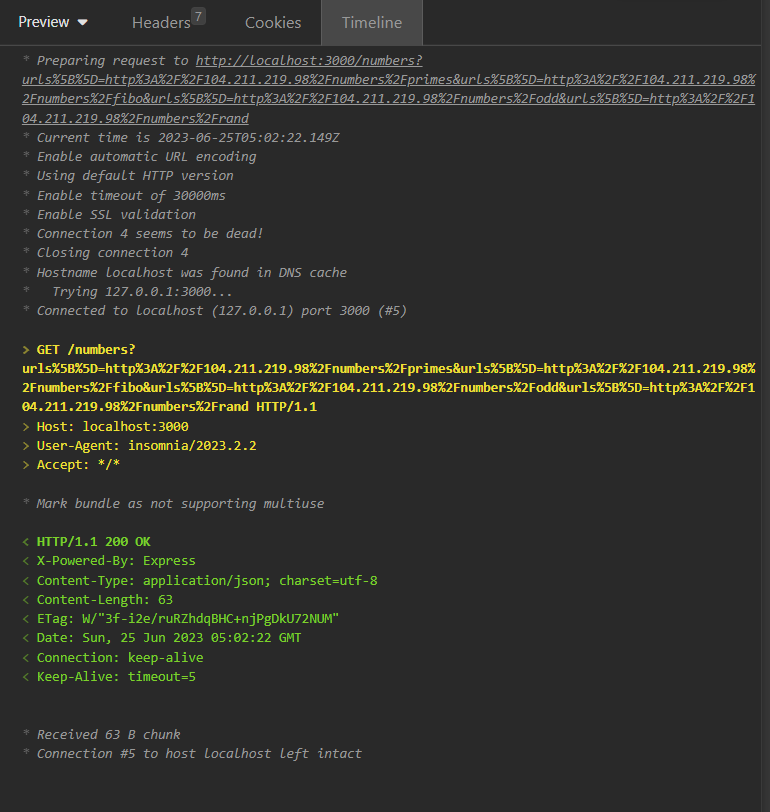 Preview Headers 7 Cookies Timeline
* Preparing request to http://localhost:3000/numbers?
urls%5B%5D=http%3A%2F%2F104.211.219.98%2Fnumbers%2Fprimes&urls%5B%5D=http%3A%2F%2F104.211.219.98%
2Fnumbers%2Ffibo&urls%5B%5D=http%3A%2F%2F104.211.219.98%2Fnumbers%2Fodd&urls%5B%5D=http%3A%2F%2F1
04.211.219.98%2Fnumbers%2Frand
* Current time is 2023-06-25T05:02:22.149Z
* Enable automatic URL encoding
* Using default HTTP version
* Enable timeout of 30000ms
* Enable SSL validation
* Connection 4 seems to be dead!
* Closing connection 4
* Hostname localhost was found in DNS cache
*   Trying 127.0.0.1:3000...
* Connected to localhost (127.0.0.1) port 3000 (#5)
> GET /numbers?
urls%5B%5D=http%3A%2F%2F104.211.219.98%2Fnumbers%2Fprimes&urls%5B%5D=http%3A%2F%2F104.211.219.98%
2Fnumbers%2Ffibo&urls%5B%5D=http%3A%2F%2F104.211.219.98%2Fnumbers%2Fodd&urls%5B%5D=http%3A%2F%2F1
04.211.219.98%2Fnumbers%2Frand HTTP/1.1
> Host: localhost:3000
> User-Agent: insomnia/2023.2.2
> Accept: */*
* Mark bundle as not supporting multiuse
< HTTP/1.1 200 OK
< X-Powered-By: Express
< Content-Type: application/json; charset=utf-8
< Content-Length: 63
< ETag: W/"3f-i2e/ruRZhdqBHC+njPgDkU72NUM"
< Date: Sun, 25 Jun 2023 05:02:22 GMT
< Connection: keep-alive
< Keep-Alive: timeout=5
* Received 63 B chunk
* Connection #5 to host localhost left intact